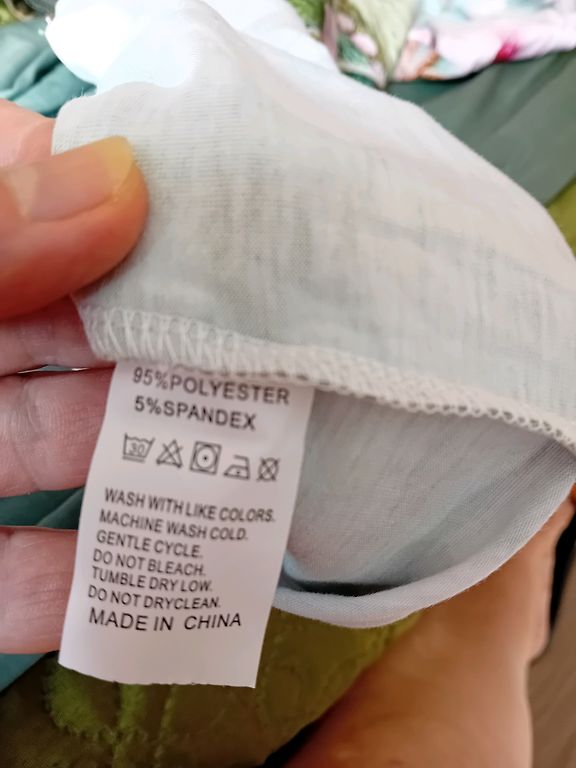 95%POLYESTER
5%SPANDEX
30
WASH WITH LIKE COLORS.
MACHINE WASH COLD.
GENTLE CYCLE.
DO NOT BLEACH.
TUMBLE DRY LOW.
DO NOT DRYCLEAN.
MADE IN CHINA